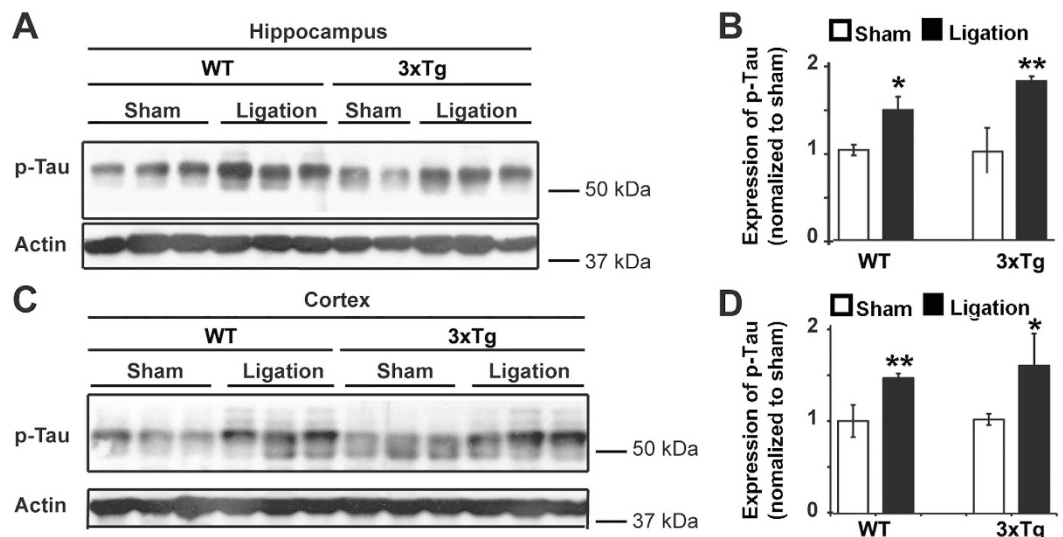 A
Hippocampus
WT 3xTg
Sham Ligation Sham Ligation
p-Tau
50 kDa
Actin
37 kDa
B
Sham Ligation
Expression of p-Tau
(nomalized to sham)
2
1
0
* **
WT 3xTg
C
Cortex
WT 3xTg
Sham Ligation Sham Ligation
p-Tau
50 kDa
Actin
37 kDa
D
Sham Ligation
Expression of p-Tau
(nomalized to sham)
2
1
0
** *
WT 3xTg